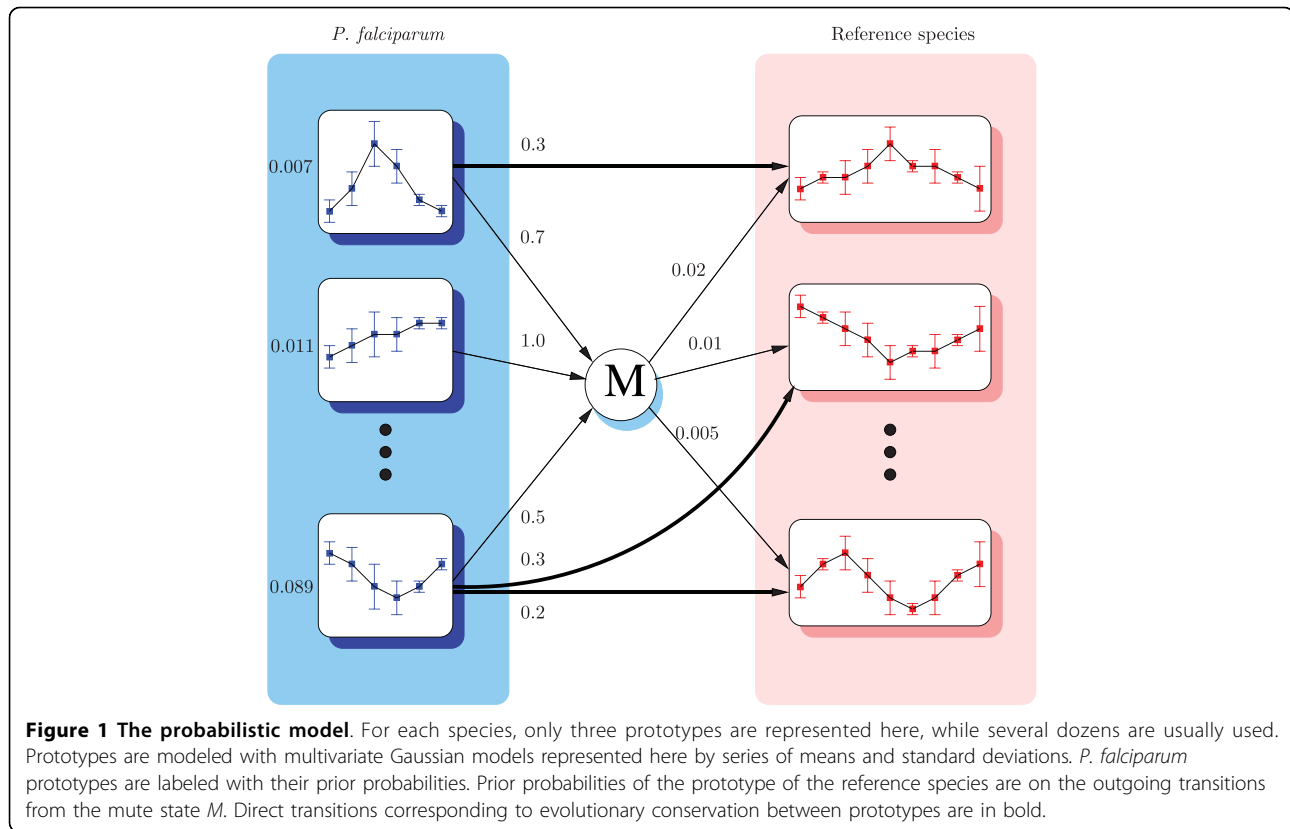 P. falciparum
Reference species
0.007
0.3
0.7
0.02
0.011
1.0
0.01
M
0.005
0.5
0.3
0.089
0.2
Figure 1 The probabilistic model. For each species, only three prototypes are represented here, while several dozens are usually used.
Prototypes are modeled with multivariate Gaussian models represented here by series of means and standard deviations. P. falciparum
prototypes are labeled with their prior probabilities. Prior probabilities of the prototype of the reference species are on the outgoing transitions
from the mute state M. Direct transitions corresponding to evolutionary conservation between prototypes are in bold.